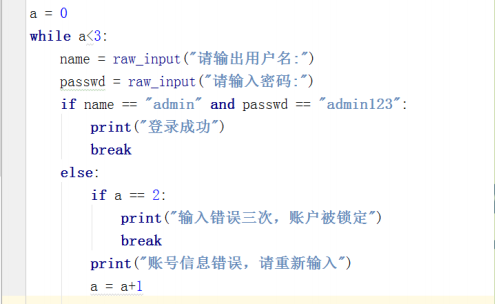 a = 0
while a<3:
name = raw_input("请输出用户名:")
passwd = raw_input("请输入密码:")
if name == "admin" and passwd == "admin123":
print("登录成功")
break
else:
if a == 2:
print("输入错误三次，账户被锁定")
break
print("账号信息错误，请重新输入")
a = a+1